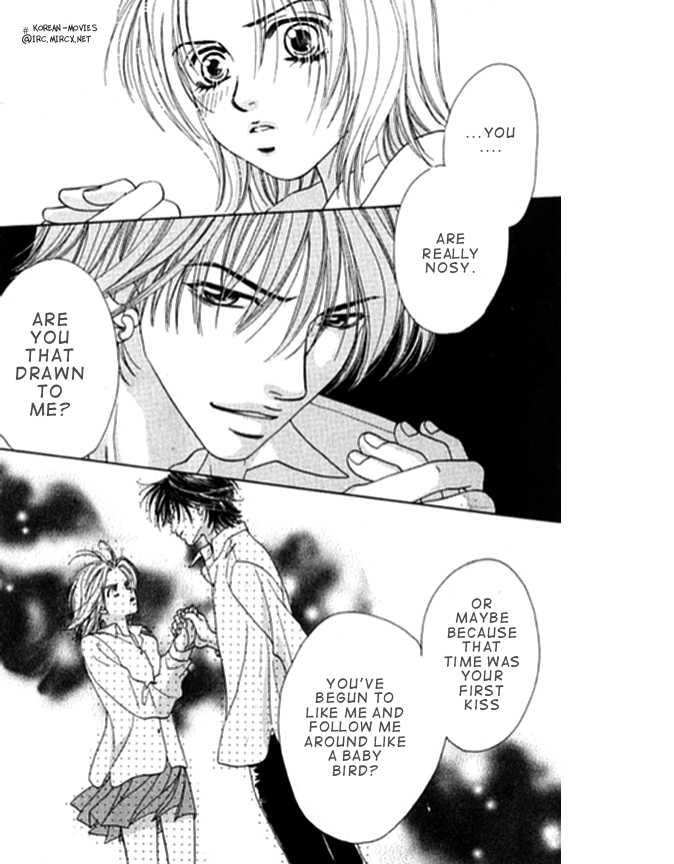 # KOREAN-MOVIES
@IRC.MIRCX.NET
...YOU
....
ARE
REALLY
NOSY.
ARE
YOU
THAT
DRAWN
TO
ME?
OR
MAYBE
BECAUSE
THAT
TIME WAS
YOUR
FIRST
KISS
YOU'VE
BEGUN TO
LIKE ME AND
FOLLOW ME
AROUND LIKE
A BABY
BIRD?